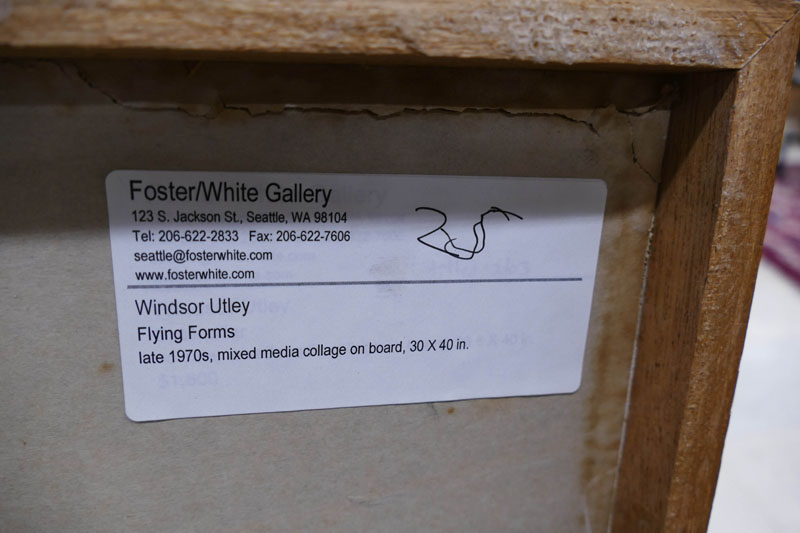 Foster/White Gallery
123 S. Jackson St., Seattle, WA 98104
Tel: 206-622-2833 Fax: 206-622-7606
seattle@fosterwhite.com
www.fosterwhite.com
Windsor Utley
Flying Forms
late 1970s, mixed media collage on board, 30 X 40 in.